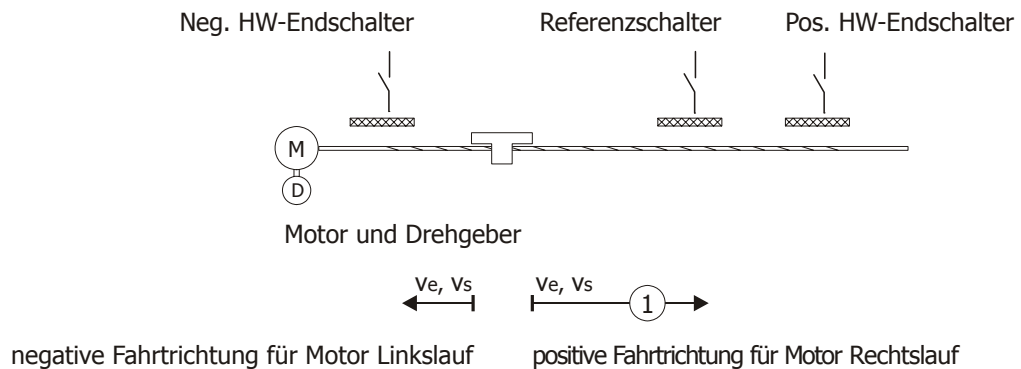 Neg. HW-Endschalter
Referenzschalter
Pos. HW-Endschalter
M
D
Motor und Drehgeber
ve, vs
ve, vs
1
negative Fahrtrichtung für Motor Linkslauf
positive Fahrtrichtung für Motor Rechtslauf